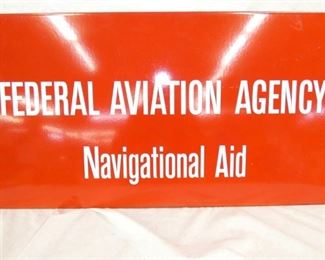 FEDERAL AVIATION AGENCY
Navigational Aid